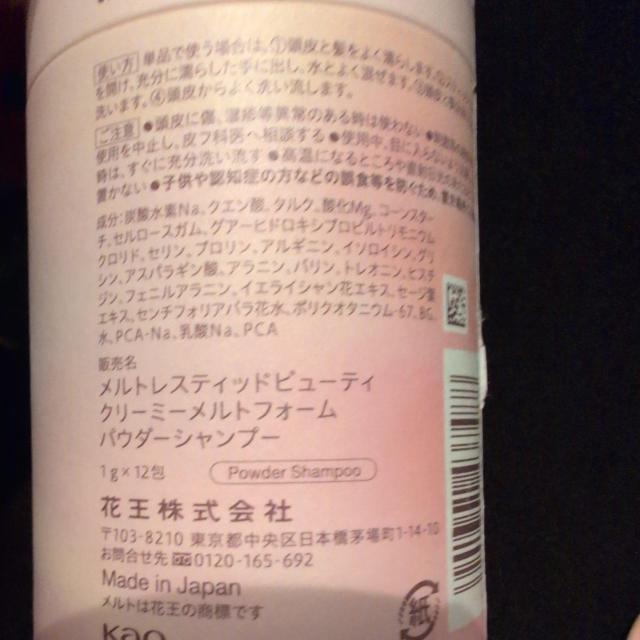 使い方 単品で使う場合は、①頭皮と髪をよく濡らします。
を開け、充分に濡らした手に出し、水とよく混ぜます。
洗います。④頭皮からよく洗い流します。
ご注意 ●頭皮に傷、湿疹等異常のある時は使わない
使用を中止し、皮フ科医へ相談する ●使用中、目に入らない
時は、すぐに充分洗い流す ●高温になるところや
置かない ●子供や認知症の方などの誤食等を防ぐため、
成分:炭酸水素Na、クエン酸、タルク、酸化Mg、コーンスター
チ、セルロースガム、グアーヒドロキシプロピルトリモニウム
クロリド、セリン、プロリン、アルギニン、イソロイシン、グリ
シン、アスパラギン酸、アラニン、バリン、トレオニン、ヒスチ
ジン、フェニルアラニン、イエライシャン花エキス、セージ葉
エキス、センチフォリアバラ花水、ポリクオタニウム-67、BG、
水、PCA-Na、乳酸Na、PCA
販売名
メルトレスティッドビューティ
クリーミーメルトフォーム
パウダーシャンプー
1g×12包 Powder Shampoo
花王株式会社
〒103-8210 東京都中央区日本橋茅場町1-14-10
お問合せ先 0120-165-692
Made in Japan
メルトは花王の商標です
紙
Kao